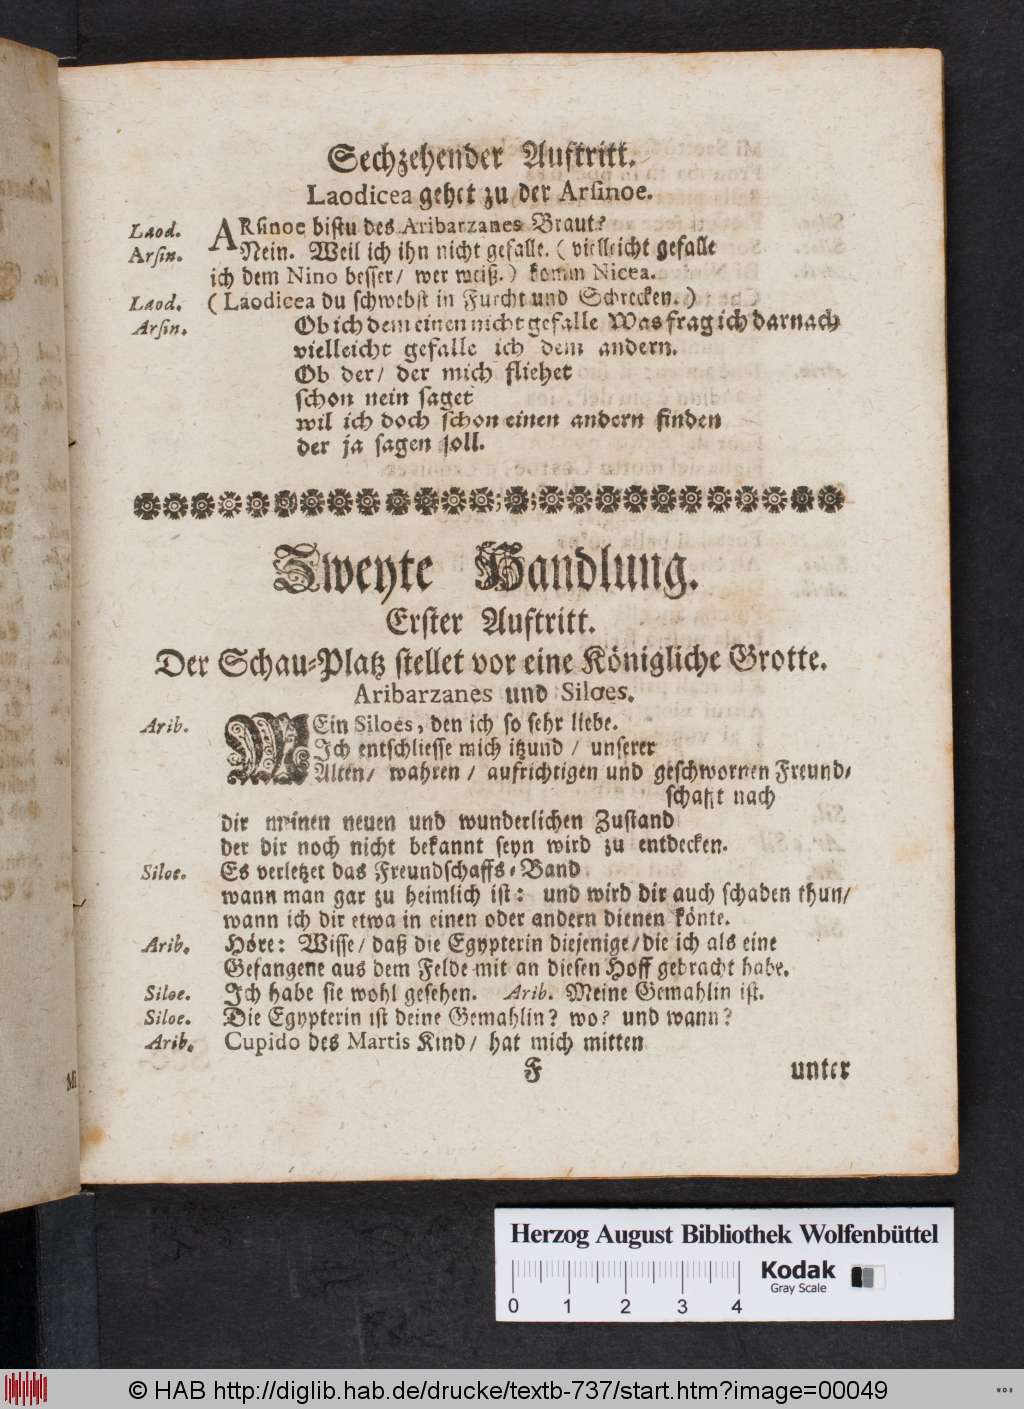 Sechzehender Auftritt.
Laodicea gehet zu der Arsinoe.
Laod. ARsinoe bistu des Aribarzanes Braut?
Arsin. Nein. Weil ich ihn nicht gefalle. ( vielleicht gefalle
ich dem Nino besser/ wer weiß. ) komm Nicea.
Laod. ( Laodicea du schwebst in Furcht und Schrecken. )
Arsin. Ob ich dem einen nicht gefalle Was frag ich darnach
vielleicht gefalle ich dem andern.
Ob der/ der mich fliehet
schon nein saget
wil ich doch schon einen andern finden
der ja sagen soll.
Zweyte Handlung.
Erster Auftritt.
Der Schau-Platz stellet vor eine Königliche Grotte.
Aribarzanes und Siloes.
Arib. MEin Siloes, den ich so sehr liebe.
Ich entschliesse mich itzund / unserer
Alten/ wahren / aufrichtigen und geschwornen Freund-
schafft nach
dir meinen neuen und wunderlichen Zustand
der dir noch nicht bekannt seyn wird zu entdecken.
Siloe. Es verletzet das Freundschaffs-Band
wann man gar zu heimlich ist: und wird dir auch schaden thun/
wann ich dir etwa in einen oder andern dienen könte.
Arib. Höre: Wisse/ daß die Egypterin diejenige/ die ich als eine
Gefangene aus dem Felde mit an diesen Hoff gebracht habe.
Siloe. Ich habe sie wohl gesehen. Arib. Meine Gemahlin ist.
Siloe. Die Egypterin ist deine Gemahlin? wo? und wann?
Arib. Cupido des Martis Kind/ hat mich mitten
F unter
Mi
Herzog August Bibliothek Wolfenbüttel
0 1 2 3 4
Kodak
Gray Scale
© HAB http://diglib.hab.de/drucke/textb-737/start.htm?image=00049